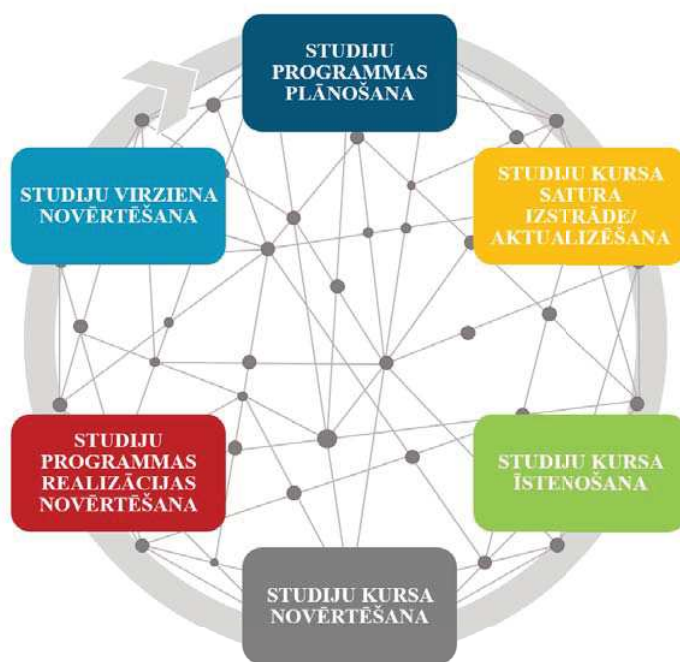 STUDIJU
PROGRAMMAS
PLĀNOŠANA
STUDIJU KURSA
SATURA
IZSTRĀDE/
AKTUALIZĒŠANA
STUDIJU KURSA
ĪSTENOŠANA
STUDIJU KURSA
NOVĒRTĒŠANA
STUDIJU
PROGRAMMAS
REALIZĀCIJAS
NOVĒRTĒŠANA
STUDIJU VIRZIENA
NOVĒRTĒŠANA